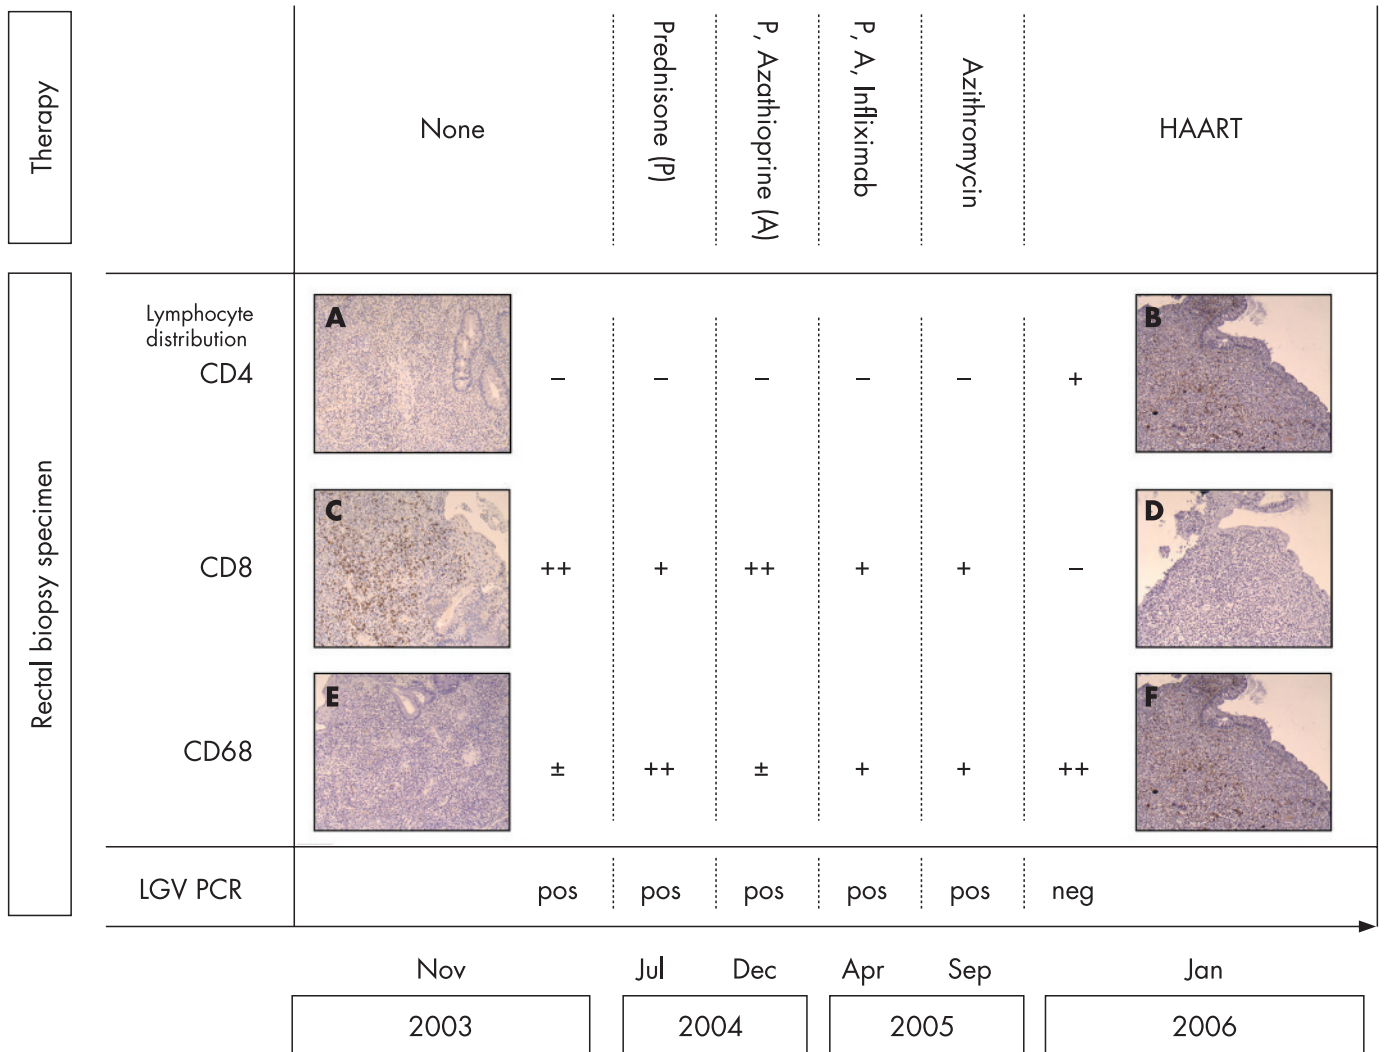 Therapy
None
Prednisone (P)
P, Azathioprine (A)
P, A, Infliximab
Azithromycin
HAART
Rectal biopsy specimen
Lymphocyte
distribution
CD4
A
– – – – – +
B
CD8
C
++ + ++ + + –
D
CD68
E
± ++ ± + + ++
F
LGV PCR
pos pos pos pos pos neg
Nov Jul Dec Apr Sep Jan
2003 2004 2005 2006